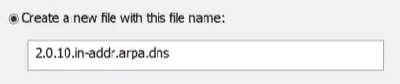 Create a new file with this file name:
2.0.10.in-addr.arpa.dns